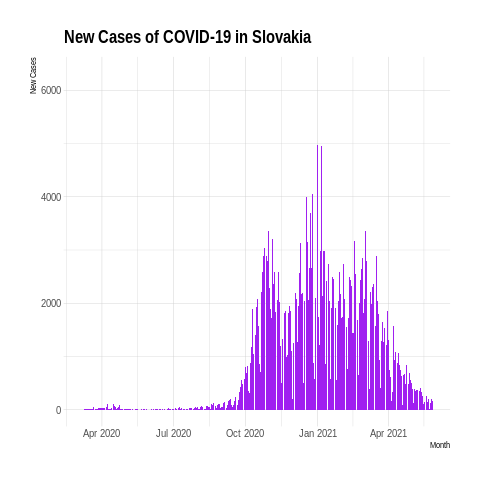 New Cases of COVID-19 in Slovakia
New Cases
6000
4000
2000
0
Apr 2020 Jul 2020 Oct 2020 Jan 2021 Apr 2021
Month